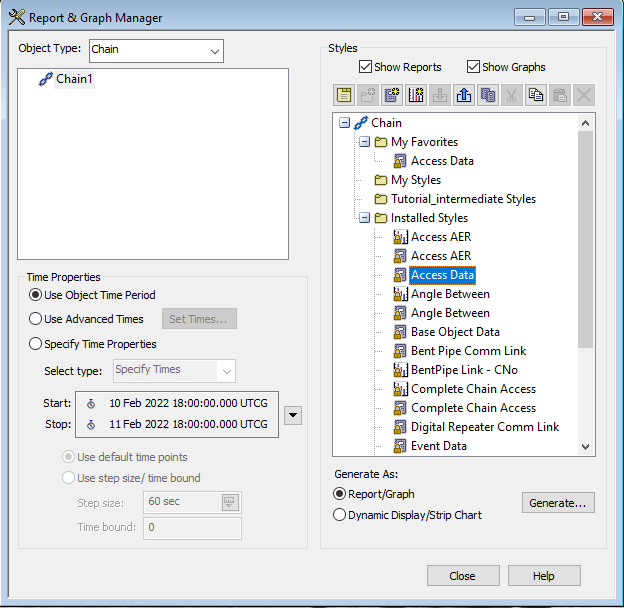 Report & Graph Manager
Object Type:
Chain
Chain1
Time Properties
Use Object Time Period
Use Advanced Times
Set Times...
Specify Time Properties
Select type:
Specify Times
Start:
10 Feb 2022 18:00:00.000 UTCG
Stop:
11 Feb 2022 18:00:00.000 UTCG
Use default time points
Use step size/ time bound
Step size:
60 sec
Time bound:
0
Styles
Show Reports
Show Graphs
Chain
My Favorites
Access Data
My Styles
Tutorial_intermediate Styles
Installed Styles
Access AER
Access AER
Access Data
Angle Between
Angle Between
Base Object Data
Bent Pipe Comm Link
BentPipe Link - CNo
Complete Chain Access
Complete Chain Access
Digital Repeater Comm Link
Event Data
Generate As:
Report/Graph
Dynamic Display/Strip Chart
Generate...
Close
Help